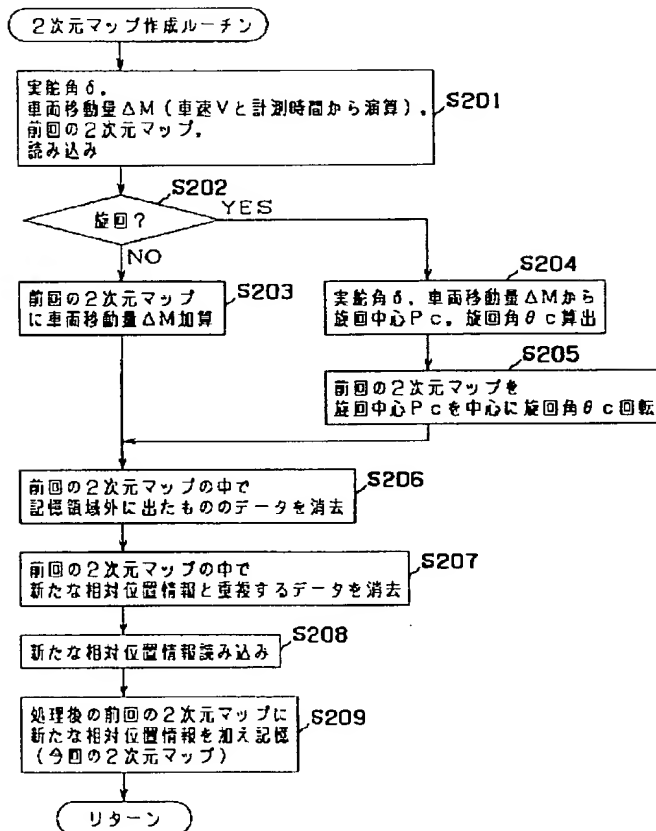 2次元マップ作成ルーチン
実舵角δ,
車両移動量ΔM(車速Vと計測時間から演算),
前回の2次元マップ,
読み込み
S201
S202
旋回?
YES
NO
前回の2次元マップ
に車両移動量ΔM加算
S203
S204
実舵角δ,車両移動量ΔMから
旋回中心Pc,旋回角θc算出
S205
前回の2次元マップを
旋回中心Pcを中心に旋回角θc回転
S206
前回の2次元マップの中で
記憶領域外に出たもののデータを消去
S207
前回の2次元マップの中で
新たな相対位置情報と重複するデータを消去
S208
新たな相対位置情報読み込み
S209
処理後の前回の2次元マップに
新たな相対位置情報を加え記憶
(今回の2次元マップ)
リターン